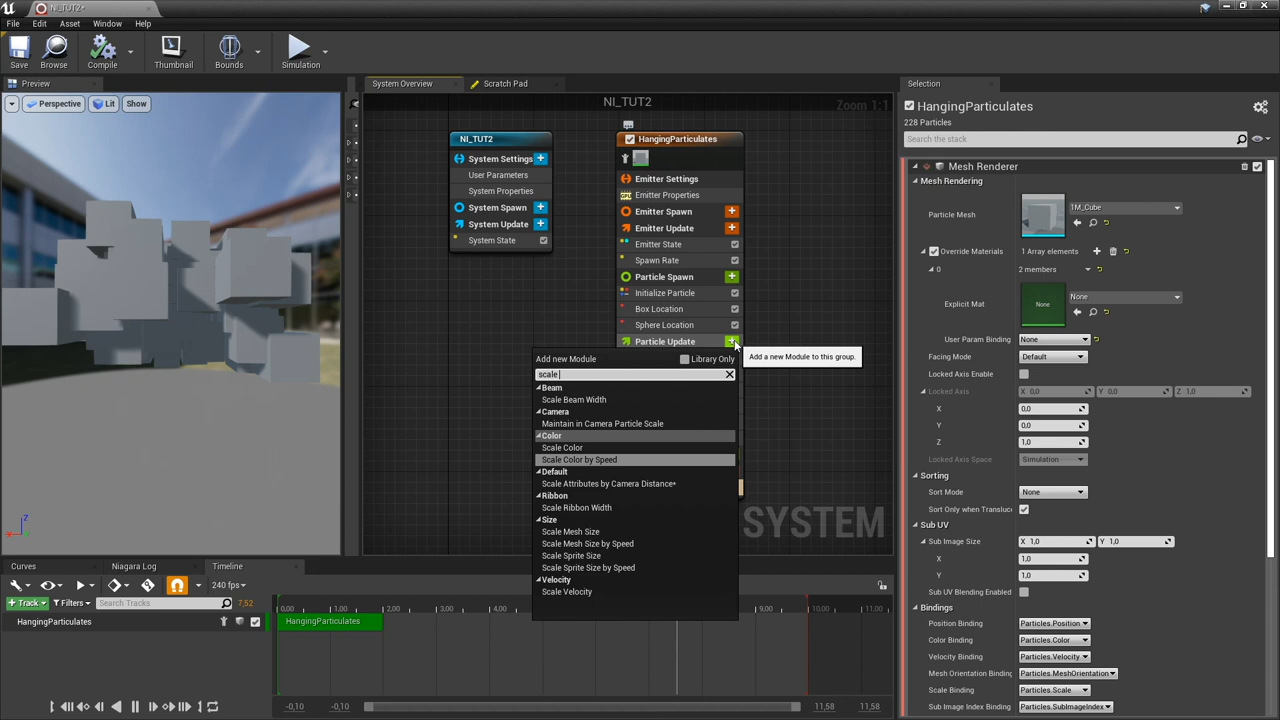 NI_TUT2*
File Edit Asset Window Help
Save Browse Compile Thumbnail Bounds Simulation
Preview
System Overview
Scratch Pad
Selection
Perspective Lit Show
NI_TUT2
Zoom 1:1
HangingParticulates
228 Particles
Search the stack
NI_TUT2
System Settings
User Parameters
System Properties
System Spawn
System Update
System State
HangingParticulates
Emitter Settings
Emitter Properties
Emitter Spawn
Emitter Update
Emitter State
Spawn Rate
Particle Spawn
Initialize Particle
Box Location
Sphere Location
Particle Update
Add a new Module to this group.
Add new Module
Library Only
scale
Beam
Scale Beam Width
Camera
Maintain in Camera Particle Scale
Color
Scale Color
Scale Color by Speed
Default
Scale Attributes by Camera Distance*
Ribbon
Scale Ribbon Width
Size
Scale Mesh Size
Scale Mesh Size by Speed
Scale Sprite Size
Scale Sprite Size by Speed
Velocity
Scale Velocity
SYSTEM
Mesh Renderer
Mesh Rendering
Particle Mesh
1M_Cube
Override Materials
1 Array elements
0
2 members
Explicit Mat
None
None
User Param Binding
None
Facing Mode
Default
Locked Axis Enable
Locked Axis
X 0,0 Y 0,0 Z 1,0
X 0,0
Y 0,0
Z 1,0
Locked Axis Space
Simulation
Sorting
Sort Mode
None
Sort Only when Transluc
Sub UV
Sub Image Size
X 1,0 Y 1,0
X 1,0
Y 1,0
Sub UV Blending Enabled
Bindings
Position Binding
Particles.Position
Color Binding
Particles.Color
Velocity Binding
Particles.Velocity
Mesh Orientation Binding
Particles.MeshOrientation
Scale Binding
Particles.Scale
Sub Image Index Binding
Particles.SubImageIndex
Z
X
Curves
Niagara Log
Timeline
240 fps
Track Filters Search Tracks 7,52
0,00 1,00 2,00 3,00 4,00 9,00 10,00 11,00
HangingParticulates
HangingParticulates
-0,10 -0,10 11,58 11,58